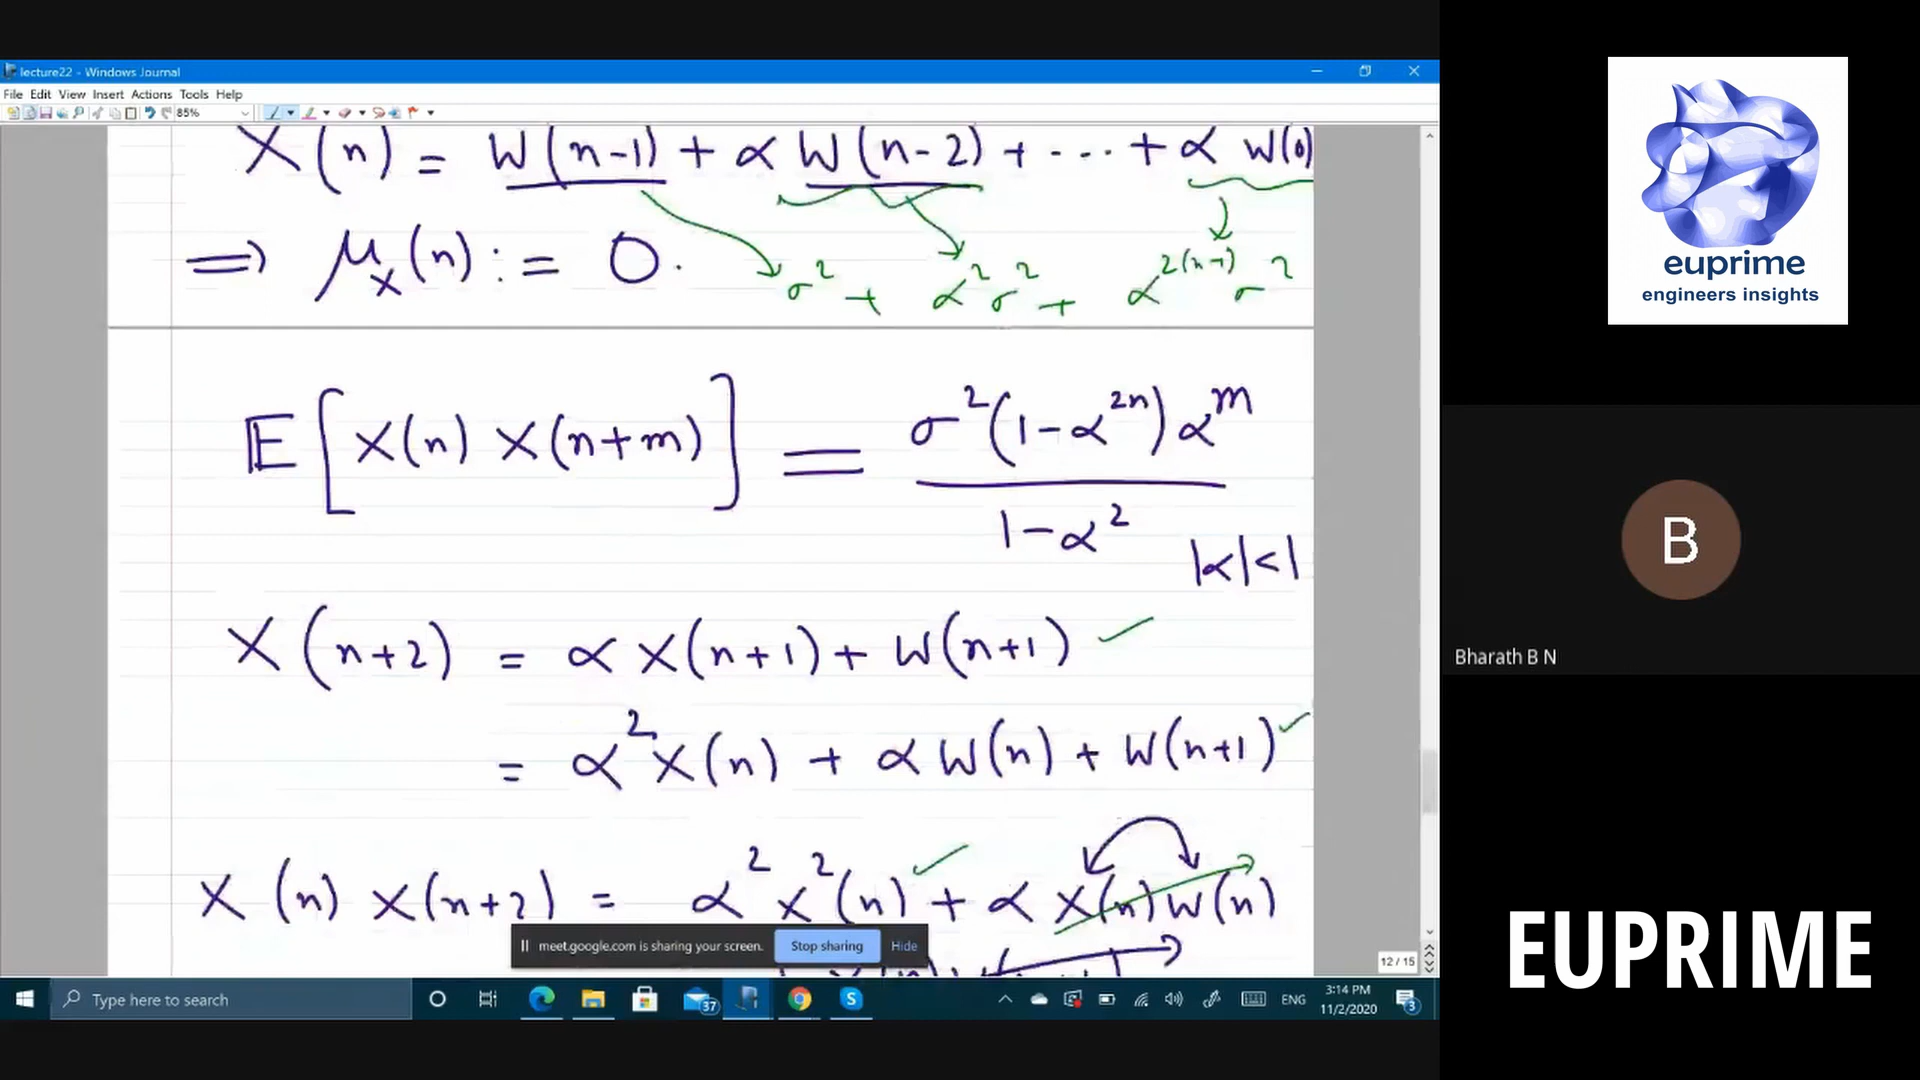 lecture22 - Windows Journal
File Edit View Insert Actions Tools Help
85%
X(n) = W(n-1) + α W(n-2) + ... + α W(0)
⟹ μ_X(n) := 0.
σ² + α²σ² + α^{2(n-1)} σ²
E[X(n) X(n+m)] = σ²(1-α^{2n}) α^m
1-α²
|α|<1
X(n+2) = α X(n+1) + W(n+1) ✓
= α² X(n) + α W(n) + W(n+1) ✓
X(n) X(n+2) = α² X²(n) ✓ + α X(n) W(n)
meet.google.com is sharing your screen. Stop sharing Hide
12 / 15
Type here to search
37
ENG
3:14 PM
11/2/2020
3
euprime
engineers insights
B
Bharath B N
EUPRIME